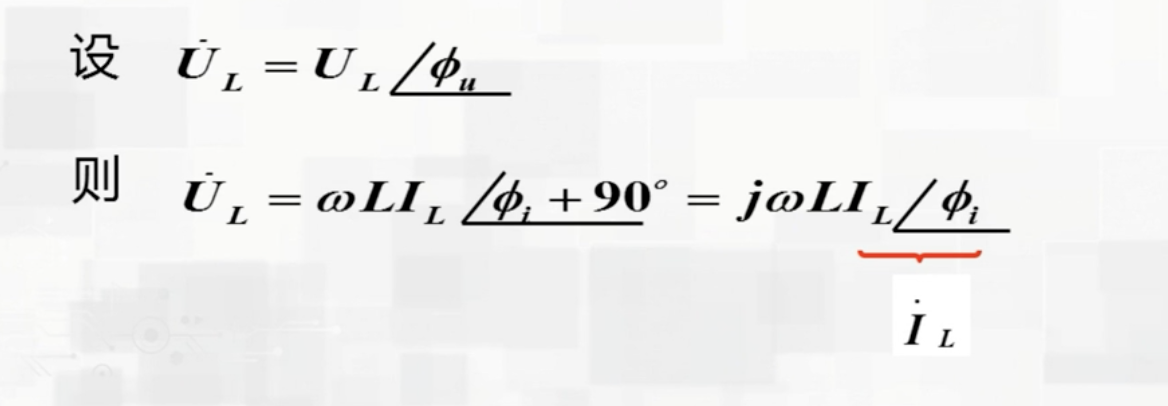 设 U̇_L = U_L ∠ϕ_u
则 U̇_L = ωLI_L ∠ϕ_i + 90° = jωLI_L ∠ϕ_i
İ_L